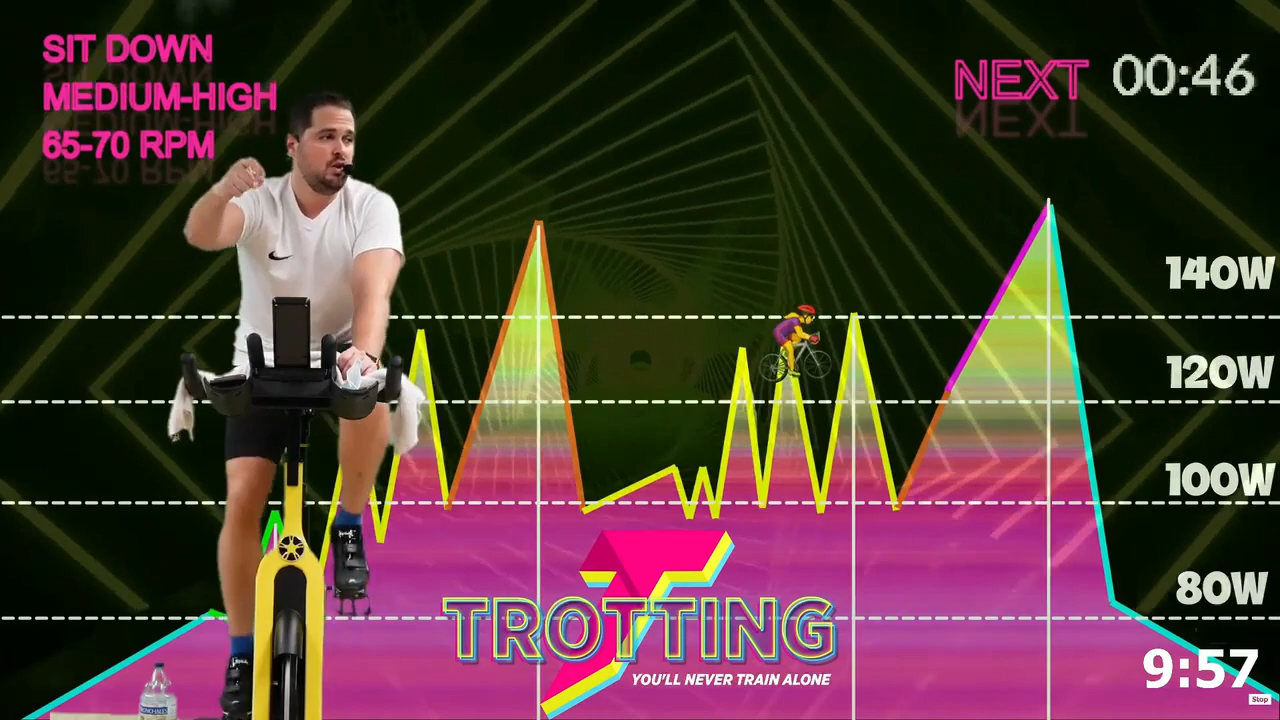 SIT DOWN
MEDIUM-HIGH
65-70 RPM
NEXT 00:46
140W
120W
100W
80W
TROTTING
YOU'LL NEVER TRAIN ALONE
9:57
Stop